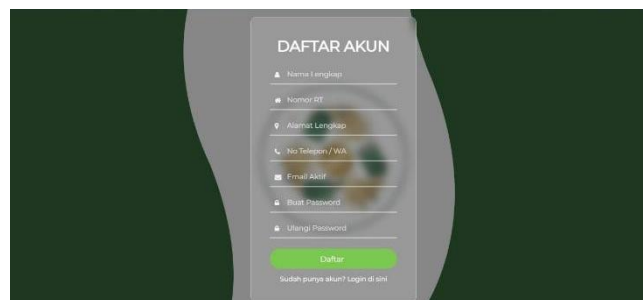 DAFTAR AKUN
Nama Lengkap
Nomor RT
Alamat Lengkap
No Telepon / WA
Email Aktif
Buat Password
Ulangi Password
Daftar
Sudah punya akun? Login di sini